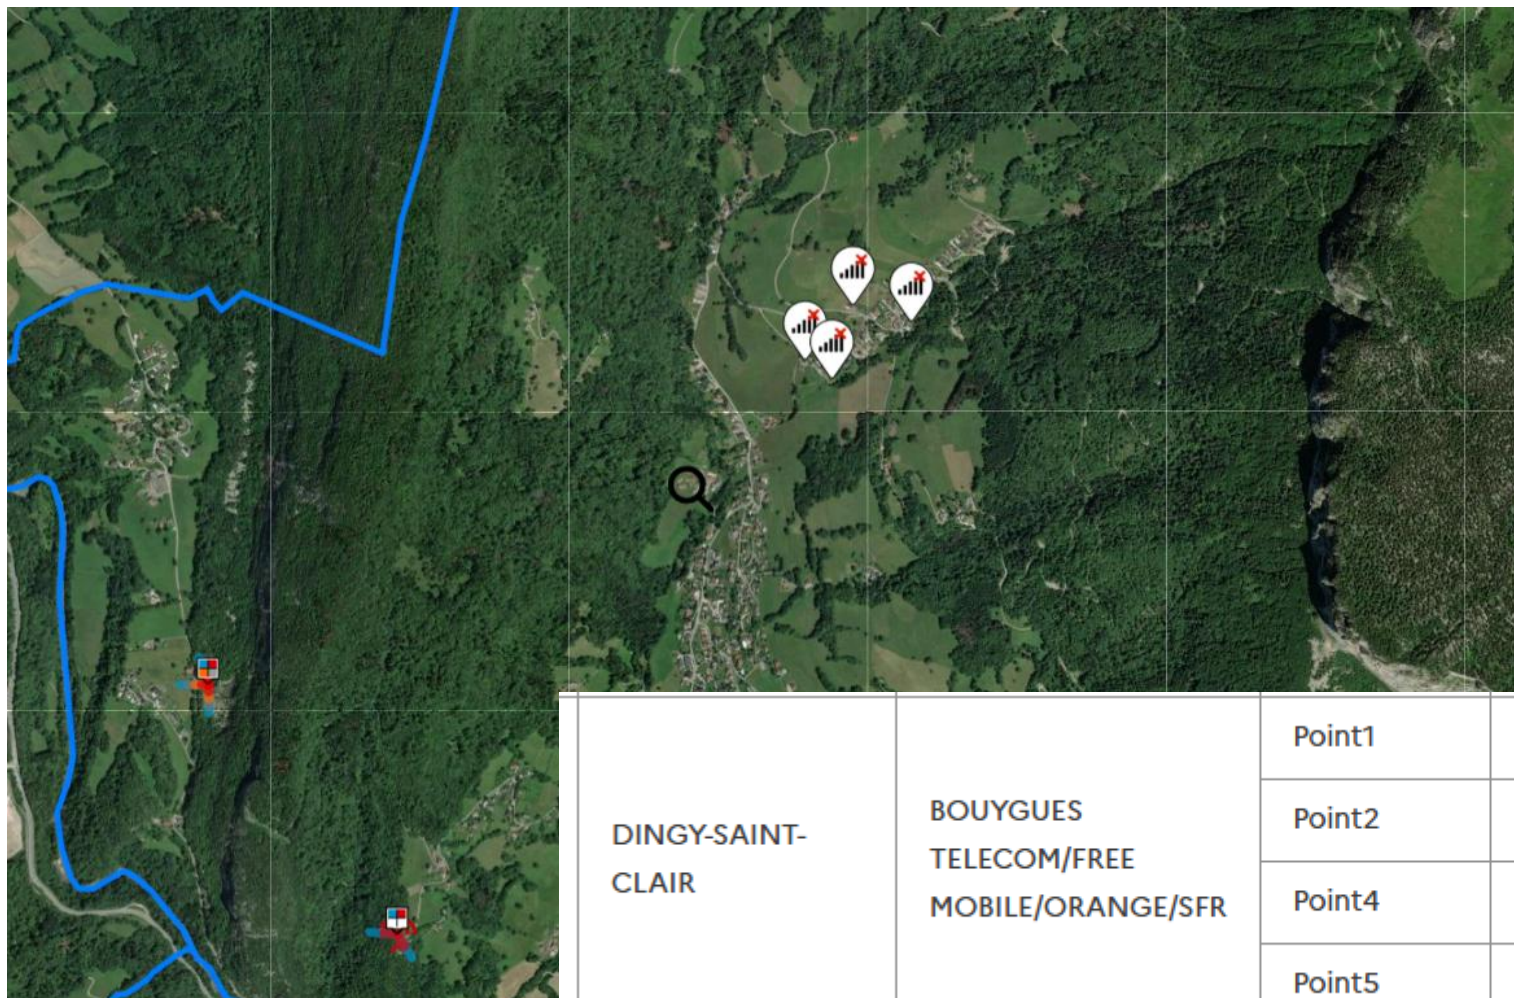 DINGY-SAINT-
CLAIR
BOUYGUES
TELECOM/FREE
MOBILE/ORANGE/SFR
Point1
Point2
Point4
Point5